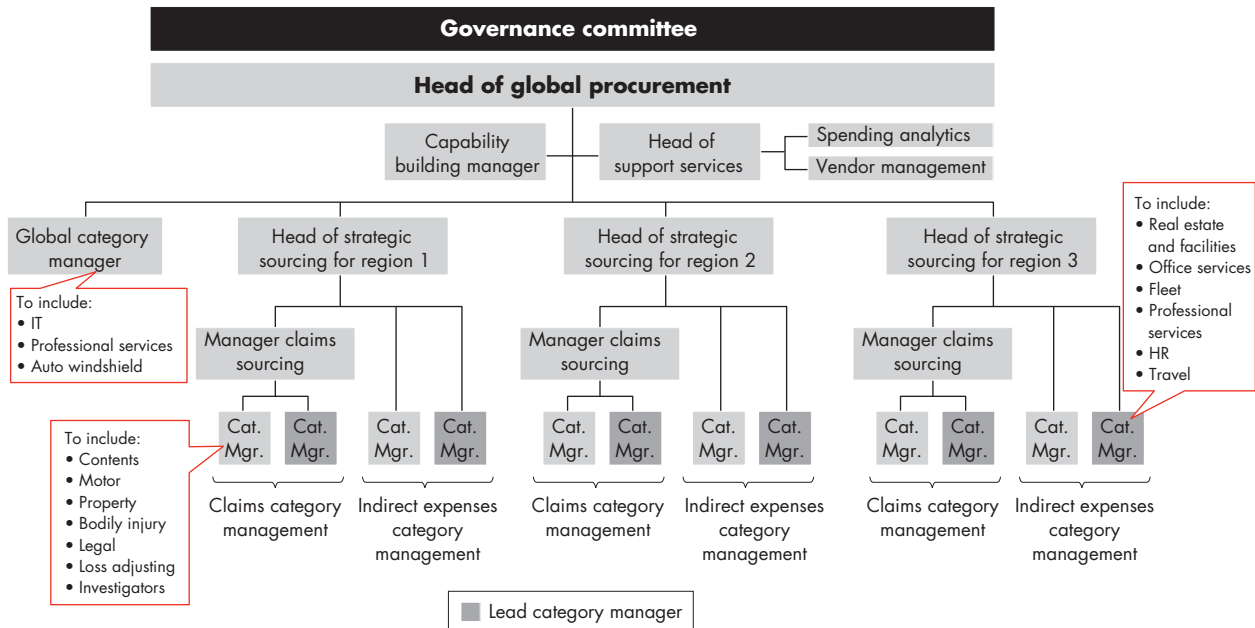 Governance committee
Head of global procurement
Capability
building manager
Head of
support services
Spending analytics
Vendor management
Global category
manager
Head of strategic
sourcing for region 1
Head of strategic
sourcing for region 2
Head of strategic
sourcing for region 3
To include:
• Real estate
and facilities
• Office services
• Fleet
• Professional
services
• HR
• Travel
To include:
• IT
• Professional services
• Auto windshield
Manager claims
sourcing
Manager claims
sourcing
Manager claims
sourcing
To include:
• Contents
• Motor
• Property
• Bodily injury
• Legal
• Loss adjusting
• Investigators
Cat.
Mgr.
Cat.
Mgr.
Cat.
Mgr.
Cat.
Mgr.
Cat.
Mgr.
Cat.
Mgr.
Cat.
Mgr.
Cat.
Mgr.
Cat.
Mgr.
Cat.
Mgr.
Cat.
Mgr.
Cat.
Mgr.
Claims category
management
Indirect expenses
category
management
Claims category
management
Indirect expenses
category
management
Claims category
management
Indirect expenses
category
management
Lead category manager